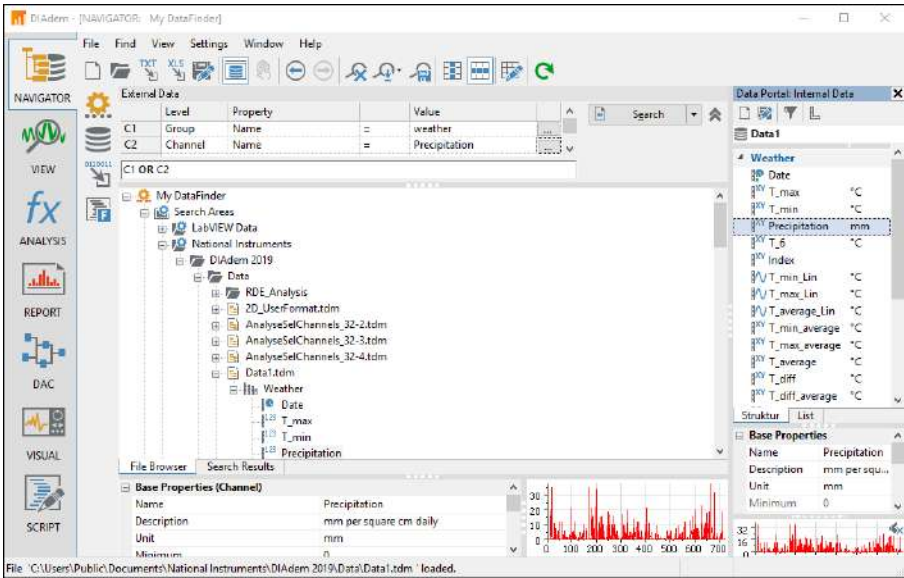 DIAdem - [NAVIGATOR: My DataFinder]
File Find View Settings Window Help
TXT XLS
NAVIGATOR
VIEW
fx
ANALYSIS
REPORT
DAC
VISUAL
SCRIPT
External Data
Level Property Value
C1 Group Name = weather ...
C2 Channel Name = Precipitation ...
Search
C1 OR C2
My DataFinder
Search Areas
LabVIEW Data
National Instruments
DIAdem 2019
Data
RDE_Analysis
2D_UserFormat.tdm
AnalyseSelChannels_32-2.tdm
AnalyseSelChannels_32-3.tdm
AnalyseSelChannels_32-4.tdm
Data1.tdm
Weather
Date
T_max
T_min
Precipitation
File Browser Search Results
Base Properties (Channel)
Name Precipitation
Description mm per square cm daily
Unit mm
Minimum 0
30
20
10
0
0 100 200 300 400 500 600 700
Data Portal: Internal Data
Data1
Weather
Date
T_max °C
T_min °C
Precipitation mm
T_6 °C
Index
T_min_Lin °C
T_max_Lin °C
T_average_Lin °C
T_min_average °C
T_max_average °C
T_average °C
T_diff °C
T_diff_average °C
Struktur List
Base Properties
Name Precipitation
Description mm per squ...
Unit mm
Minimum 0
32
16
File 'C:\Users\Public\Documents\National Instruments\DIAdem 2019\Data\Data1.tdm ' loaded.